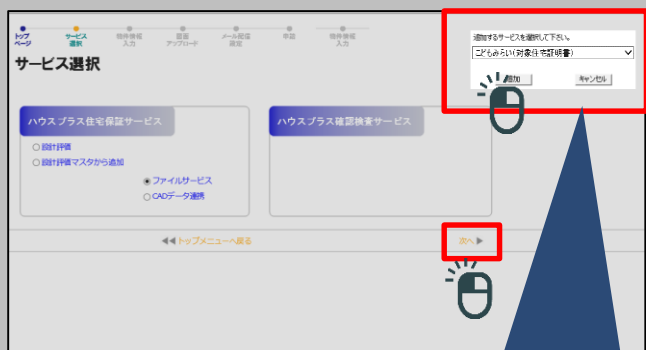 トップ
ページ
サービス
選択
物件情報
入力
図面
アップロード
メール配信
設定
申請
物件情報
入力
サービス選択
追加するサービスを選択して下さい。
こどもみらい(対象住宅証明書)
追加
キャンセル
ハウスプラス住宅保証サービス
ハウスプラス確認検査サービス
設計評価
設計評価マスタから追加
ファイルサービス
CADデータ連携
◀◀トップメニューへ戻る
次へ▶